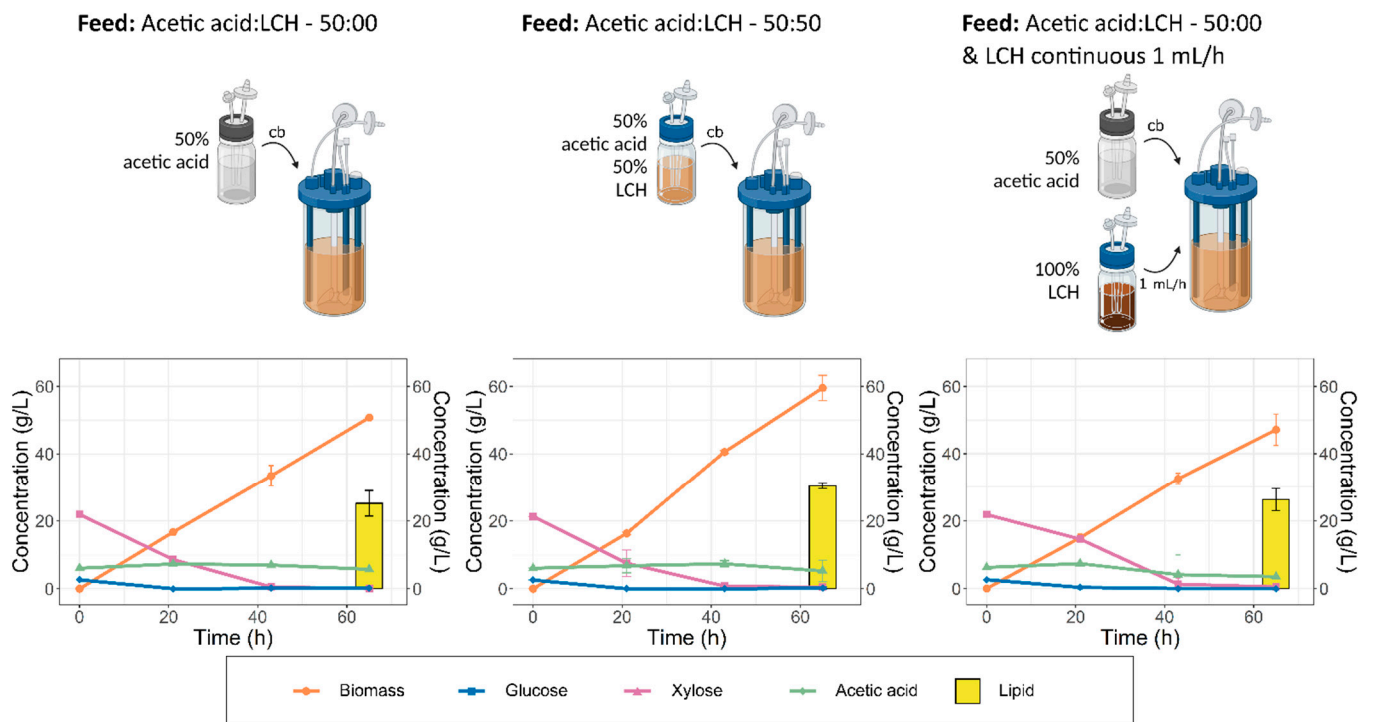 Feed: Acetic acid:LCH - 50:00
50%
acetic acid
cb
Feed: Acetic acid:LCH - 50:50
50%
acetic acid
50%
LCH
cb
Feed: Acetic acid:LCH - 50:00
& LCH continuous 1 mL/h
50%
acetic acid
cb
100%
LCH
1 mL/h
Concentration (g/L)
60
40
20
0
0
20
40
60
Time (h)
60
40
20
0
Concentration (g/L)
Concentration (g/L)
60
40
20
0
0
20
40
60
Time (h)
60
40
20
0
Concentration (g/L)
Concentration (g/L)
60
40
20
0
0
20
40
60
Time (h)
60
40
20
0
Concentration (g/L)
Biomass Glucose Xylose Acetic acid Lipid